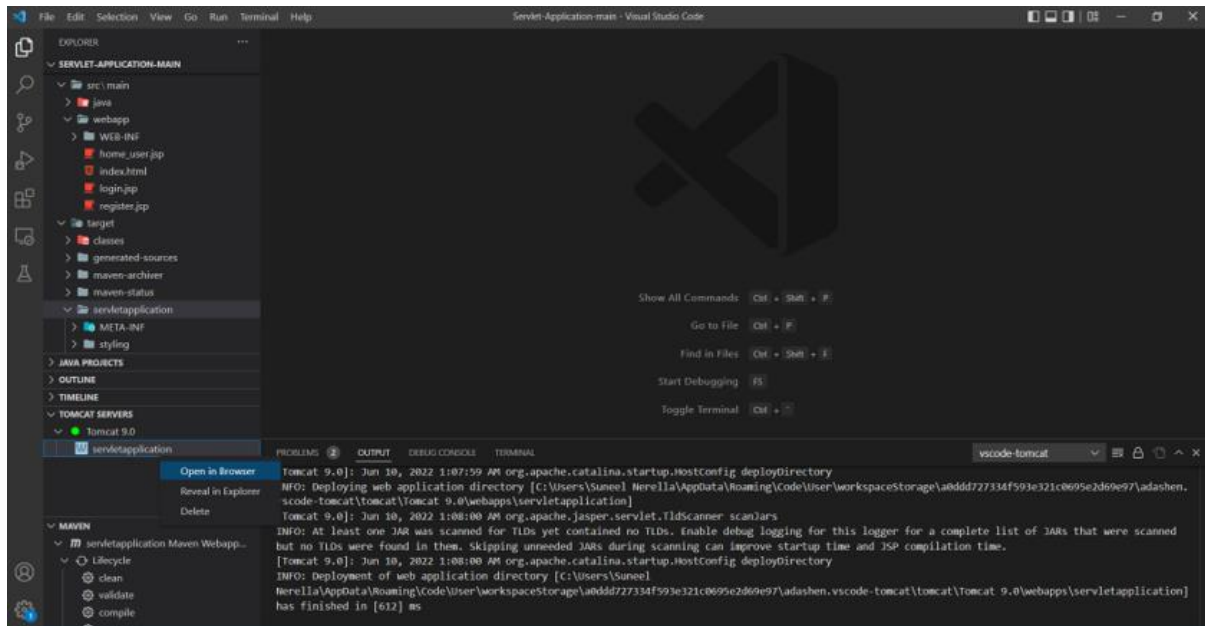 File Edit Selection View Go Run Terminal Help Servlet-Application-main - Visual Studio Code
EXPLORER
SERVLET-APPLICATION-MAIN
src\main
java
webapp
WEB-INF
home_user.jsp
index.html
login.jsp
register.jsp
target
classes
generated-sources
maven-archiver
maven-status
servletapplication
META-INF
styling
JAVA PROJECTS
OUTLINE
TIMELINE
TOMCAT SERVERS
Tomcat 9.0
servletapplication
Open in Browser
Reveal in Explorer
Delete
MAVEN
servletapplication Maven Webapp...
Lifecycle
clean
validate
compile
Show All Commands Ctrl + Shift + P
Go to File Ctrl + P
Find in Files Ctrl + Shift + F
Start Debugging F5
Toggle Terminal Ctrl + `
PROBLEMS 2 OUTPUT DEBUG CONSOLE TERMINAL vscode-tomcat
Tomcat 9.0]: Jun 10, 2022 1:07:59 AM org.apache.catalina.startup.HostConfig deployDirectory
NFO: Deploying web application directory [C:\Users\Suneel Nerella\AppData\Roaming\Code\User\workspaceStorage\a0ddd727334f593e321c0695e2d69e97\adashen.
scode-tomcat\tomcat\Tomcat 9.0\webapps\servletapplication]
Tomcat 9.0]: Jun 10, 2022 1:08:00 AM org.apache.jasper.servlet.TldScanner scanJars
INFO: At least one JAR was scanned for TLDs yet contained no TLDs. Enable debug logging for this logger for a complete list of JARs that were scanned
but no TLDs were found in them. Skipping unneeded JARs during scanning can improve startup time and JSP compilation time.
[Tomcat 9.0]: Jun 10, 2022 1:08:00 AM org.apache.catalina.startup.HostConfig deployDirectory
INFO: Deployment of web application directory [C:\Users\Suneel
Nerella\AppData\Roaming\Code\User\workspaceStorage\a0ddd727334f593e321c0695e2d69e97\adashen.vscode-tomcat\tomcat\Tomcat 9.0\webapps\servletapplication]
has finished in [612] ms